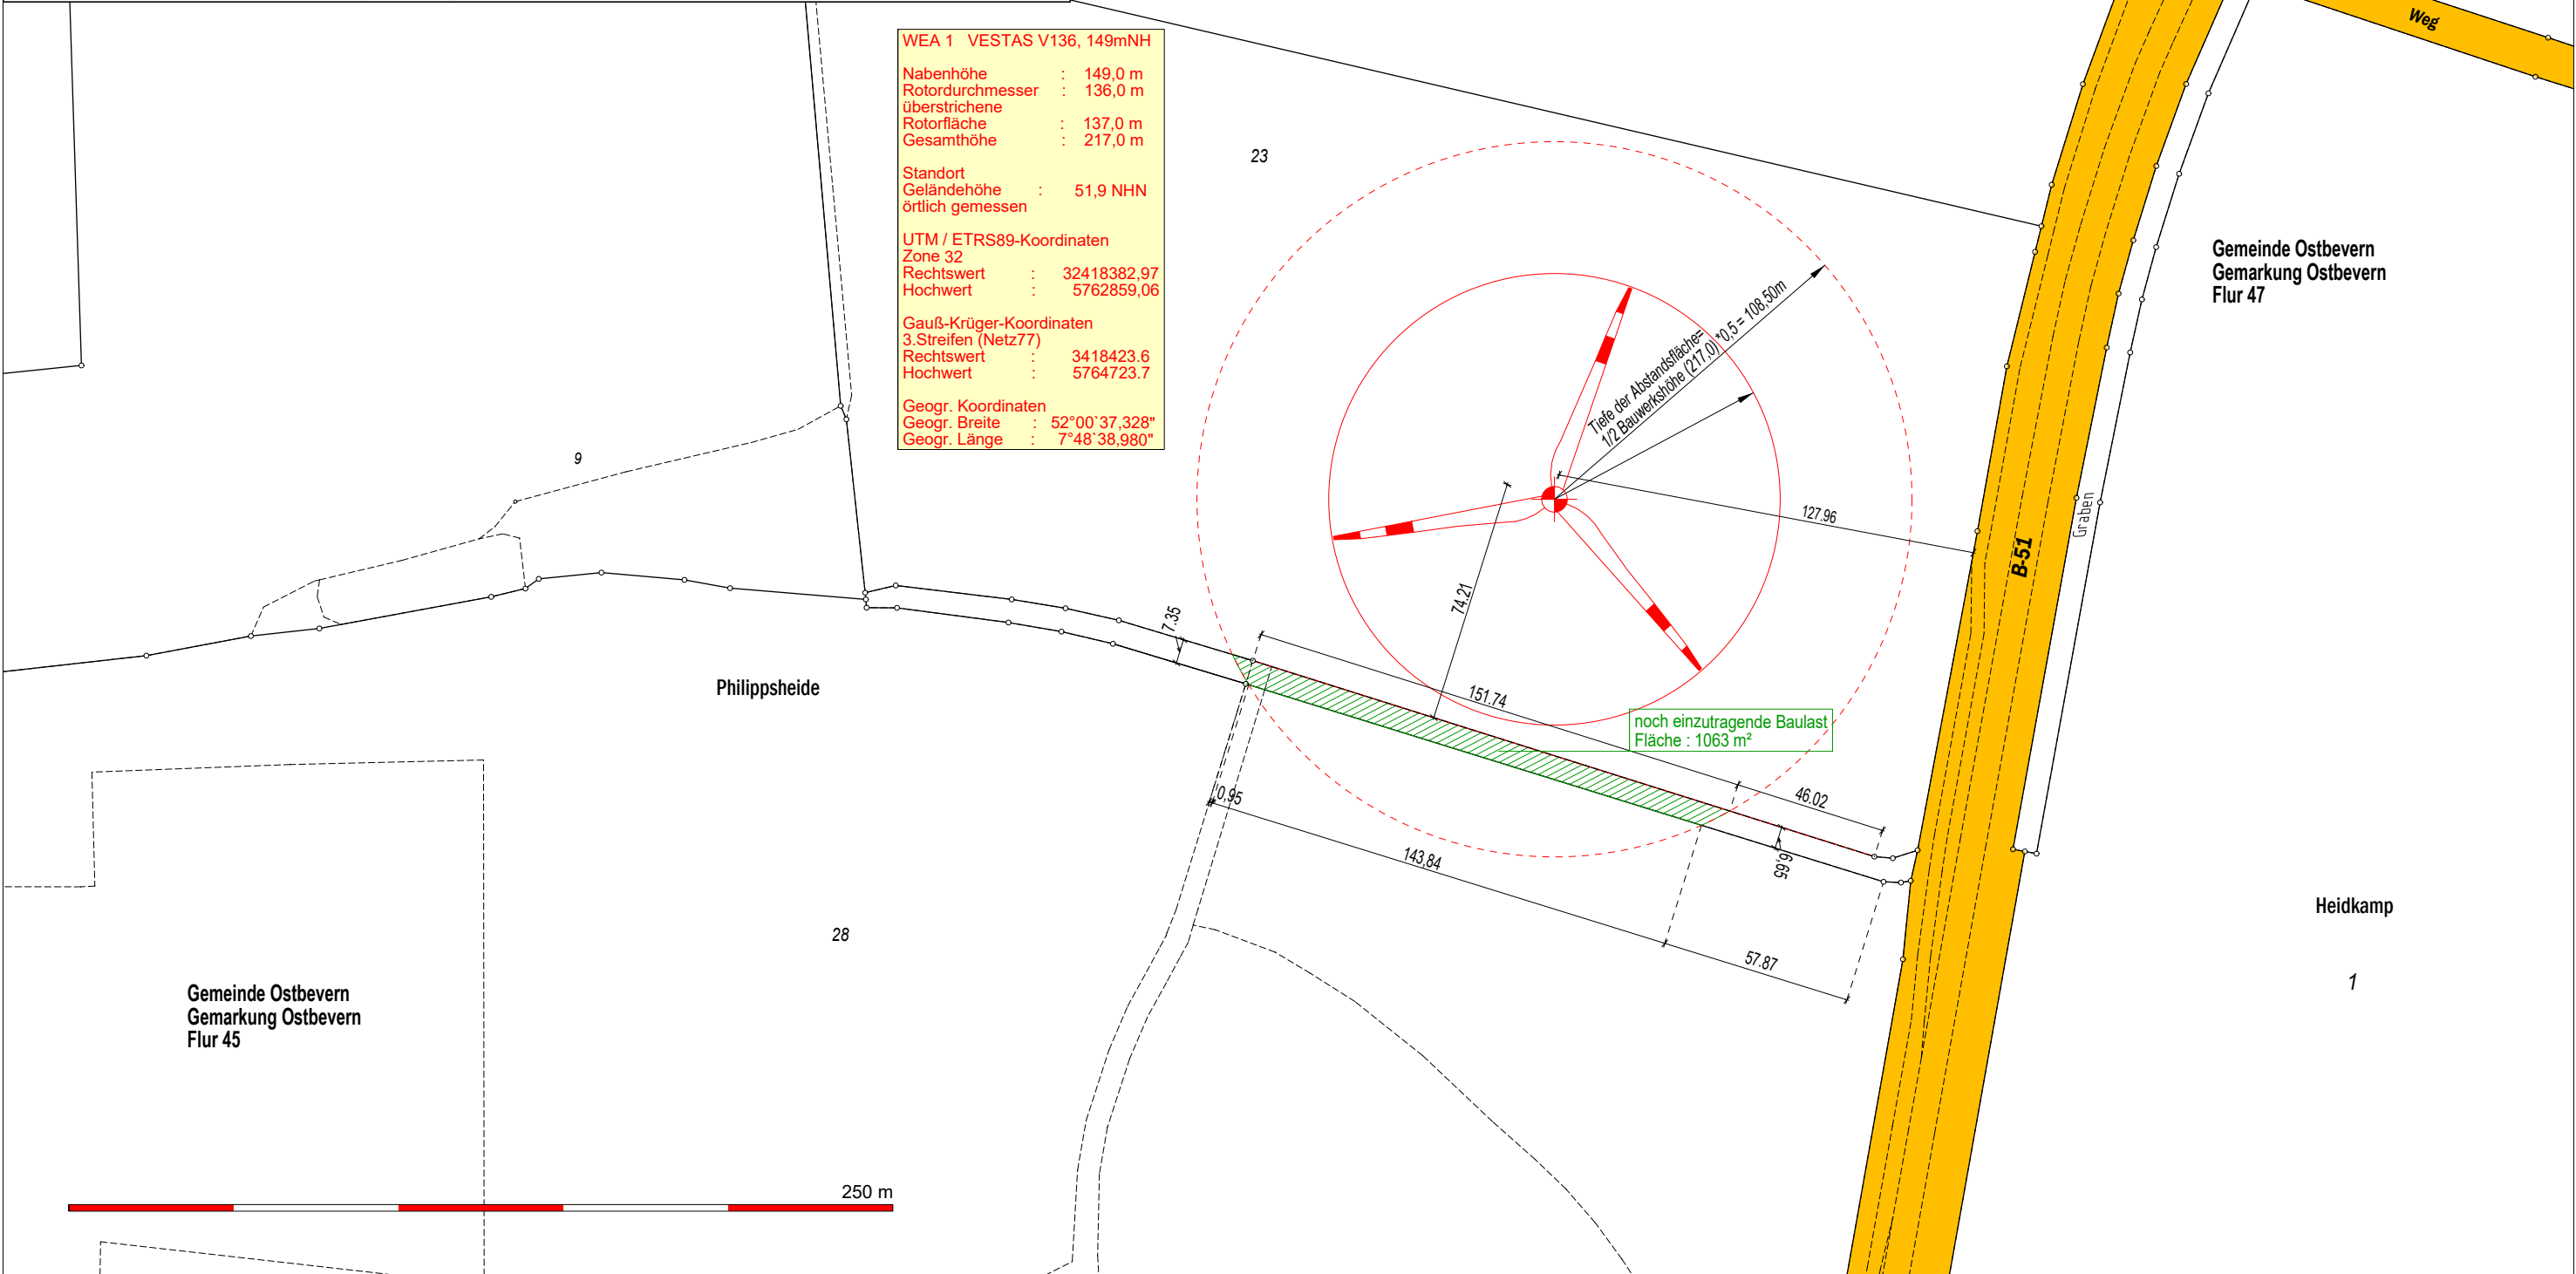 WEA 1 VESTAS V136, 149mNH
Nabenhöhe : 149,0 m
Rotordurchmesser : 136,0 m
überstrichene
Rotorfläche : 137,0 m
Gesamthöhe : 217,0 m
Standort
Geländehöhe : 51,9 NHN
örtlich gemessen
UTM / ETRS89-Koordinaten
Zone 32
Rechtswert : 32418382,97
Hochwert : 5762859,06
Gauß-Krüger-Koordinaten
3.Streifen (Netz77)
Rechtswert : 3418423.6
Hochwert : 5764723.7
Geogr. Koordinaten
Geogr. Breite : 52°00`37,328"
Geogr. Länge : 7°48`38,980"
Weg
23
Gemeinde Ostbevern
Gemarkung Ostbevern
Flur 47
Tiefe der Abstandsfläche=
1/2 Bauwerkshöhe (217,0) *0,5 = 108,50m
9
127.96
Graben
B-51
74.21
7.35
Philippsheide
151.74
noch einzutragende Baulast
Fläche : 1063 m²
46.02
0,95
143,84
6,65
57.87
28
Heidkamp
1
Gemeinde Ostbevern
Gemarkung Ostbevern
Flur 45
250 m